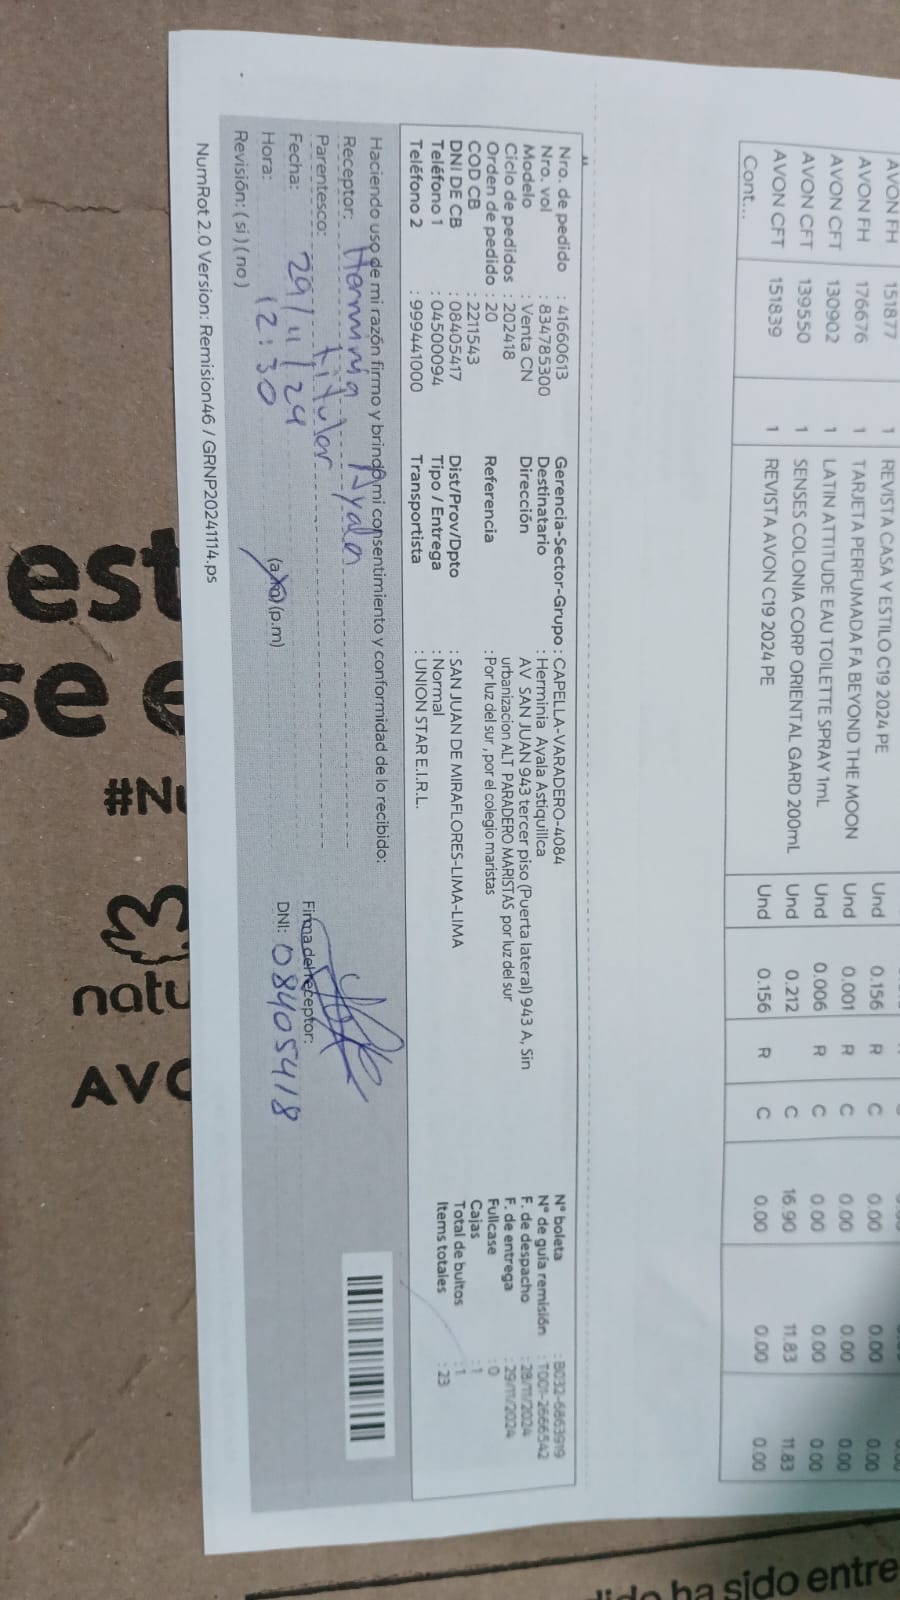 AVON FH 151877 1 REVISTA CASA Y ESTILO C19 2024 PE Und 0.156 R C 0.00 0.00 0.00
AVON FH 176676 1 TARJETA PERFUMADA FA BEYOND THE MOON Und 0.001 R C 0.00 0.00 0.00
AVON CFT 130902 1 LATIN ATTITUDE EAU TOILETTE SPRAY 1mL Und 0.006 R C 0.00 0.00 0.00
AVON CFT 139550 1 SENSES COLONIA CORP ORIENTAL GARD 200mL Und 0.212 C 16.90 11.83 11.83
AVON CFT 151839 1 REVISTA AVON C19 2024 PE Und 0.156 R C 0.00 0.00 0.00
Cont...
Nro. de pedido : 41660613 Gerencia-Sector-Grupo : CAPELLA-VARADERO-4084 N° boleta : B032-6863919
Nro. vol : 834785300 Destinatario : Herminia Ayala Astiquillca N° de guía remisión : T001-2666542
Modelo : Venta CN Dirección AV SAN JUAN 943 tercer piso (Puerta lateral) 943 A, Sin F. de despacho : 28/11/2024
Ciclo de pedidos : 202418 urbanizacion ALT PARADERO MARISTAS por luz del sur F. de entrega : 29/11/2024
Orden de pedido : 20 Referencia : Por luz del sur , por el colegio maristas Fullcase : 0
COD CB : 2211543 Cajas : 1
DNI DE CB : 08405417 Dist/Prov/Dpto : SAN JUAN DE MIRAFLORES-LIMA-LIMA Total de bultos : 1
Teléfono 1 : 04500094 Tipo / Entrega : Normal Items totales : 23
Teléfono 2 : 999441000 Transportista : UNION STAR E.I.R.L.
Haciendo uso de mi razón firmo y brindo mi consentimiento y conformidad de lo recibido:
Receptor: Ayala
Parentesco: titular Firma del receptor:
Fecha: 29/11/24 DNI: 08405418
Hora: 12:30 (a.m) (p.m)
Revisión: ( si ) ( no )
NumRot 2.0 Version: Remision46 / GRNP20241114.ps
est
se e
#Nu
natu
AVO
ha sido entre